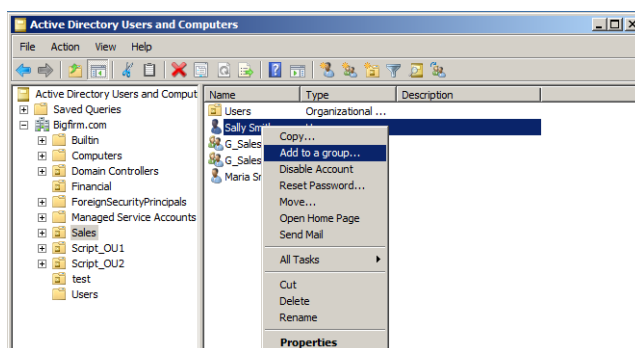 Active Directory Users and Computers
File Action View Help
Active Directory Users and Comput
Saved Queries
Bigfirm.com
Builtin
Computers
Domain Controllers
Financial
ForeignSecurityPrincipals
Managed Service Accounts
Sales
Script_OU1
Script_OU2
test
Users
Name Type Description
Users Organizational ...
Sally Smith
G_Sales
G_Sales
Maria Sr
Copy...
Add to a group...
Disable Account
Reset Password...
Move...
Open Home Page
Send Mail
All Tasks
Cut
Delete
Rename
Properties